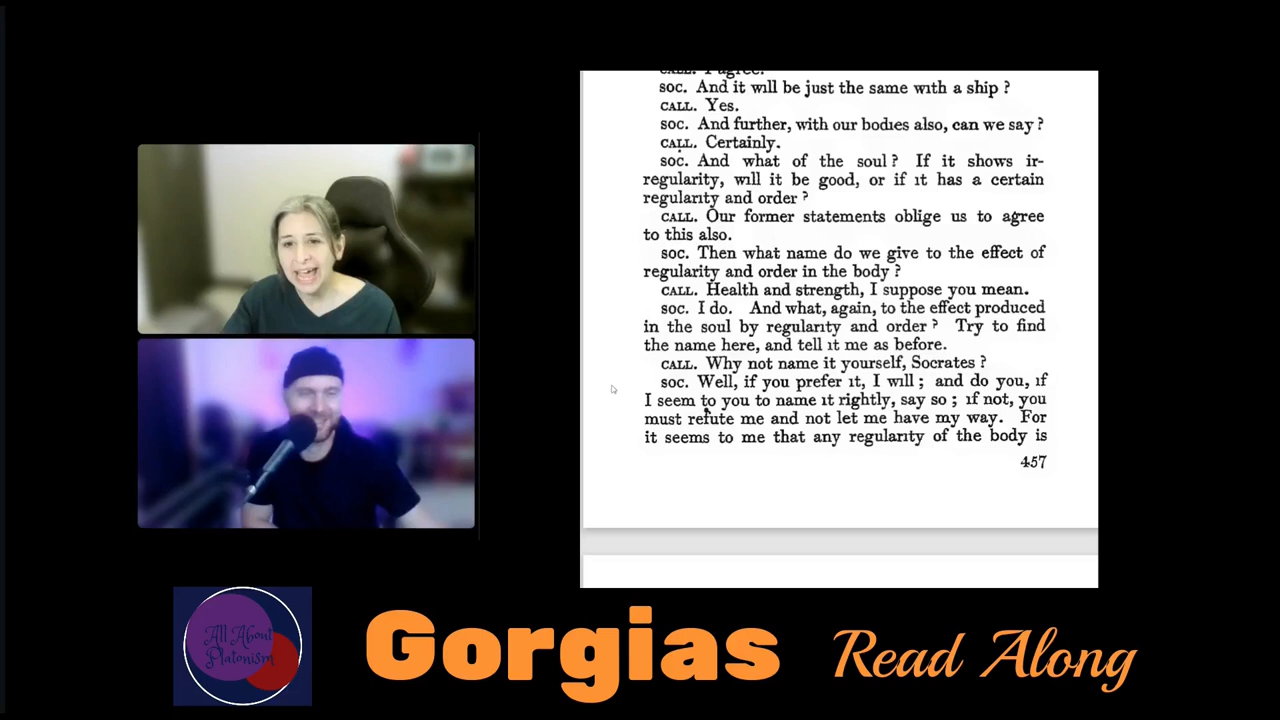 CALL. I agree.
SOC. And it will be just the same with a ship ?
CALL. Yes.
SOC. And further, with our bodies also, can we say ?
CALL. Certainly.
SOC. And what of the soul ? If it shows ir-
regularity, will it be good, or if it has a certain
regularity and order ?
CALL. Our former statements oblige us to agree
to this also.
SOC. Then what name do we give to the effect of
regularity and order in the body ?
CALL. Health and strength, I suppose you mean.
SOC. I do. And what, again, to the effect produced
in the soul by regularity and order ? Try to find
the name here, and tell it me as before.
CALL. Why not name it yourself, Socrates ?
SOC. Well, if you prefer it, I will ; and do you, if
I seem to you to name it rightly, say so ; if not, you
must refute me and not let me have my way. For
it seems to me that any regularity of the body is
457
All About
Platonism
Gorgias Read Along